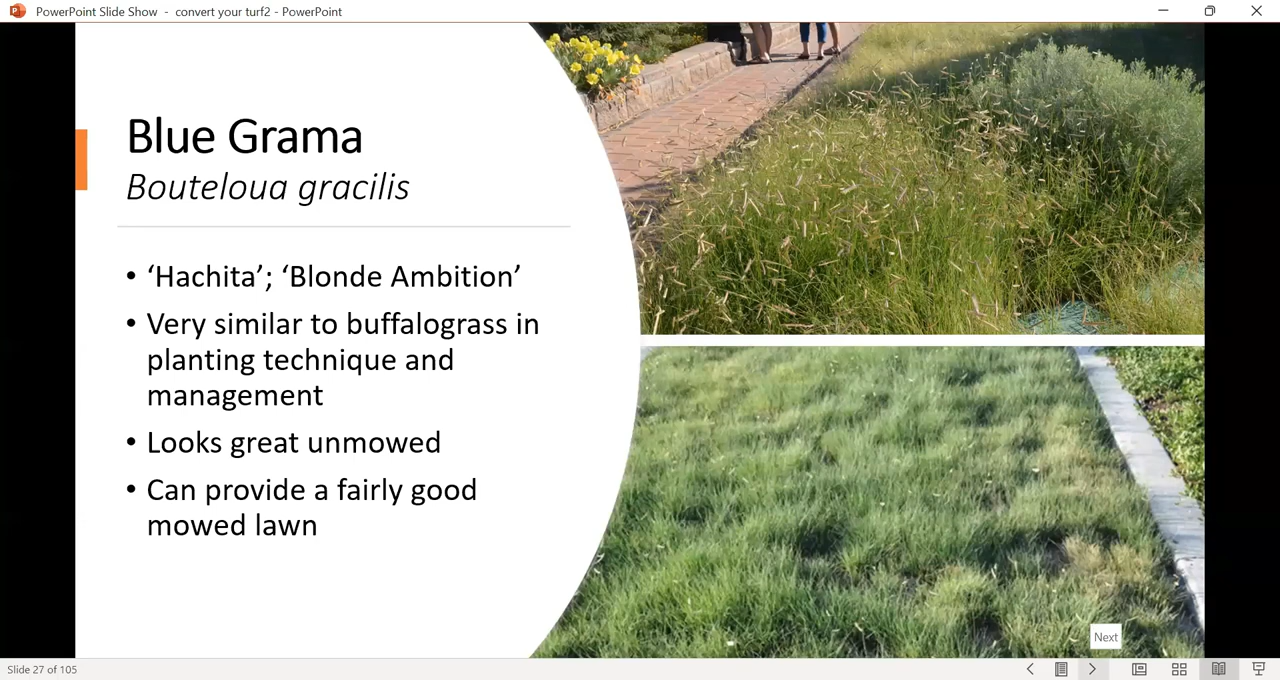 PowerPoint Slide Show - convert your turf2 - PowerPoint
Blue Grama
Bouteloua gracilis
• ‘Hachita’; ‘Blonde Ambition’
• Very similar to buffalograss in
planting technique and
management
• Looks great unmowed
• Can provide a fairly good
mowed lawn
Next
Slide 27 of 105